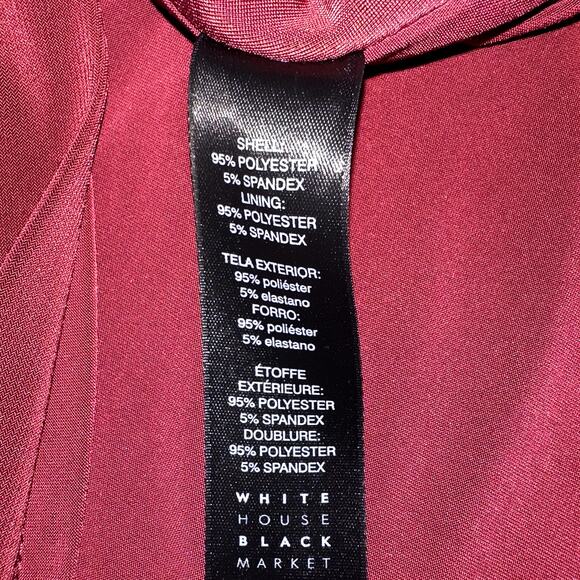 SHELL:
95% POLYESTER
5% SPANDEX
LINING:
95% POLYESTER
5% SPANDEX
TELA EXTERIOR:
95% poliéster
5% elastano
FORRO:
95% poliéster
5% elastano
ÉTOFFE
EXTÉRIEURE:
95% POLYESTER
5% SPANDEX
DOUBLURE:
95% POLYESTER
5% SPANDEX
WHITE
HOUSE
BLACK
MARKET